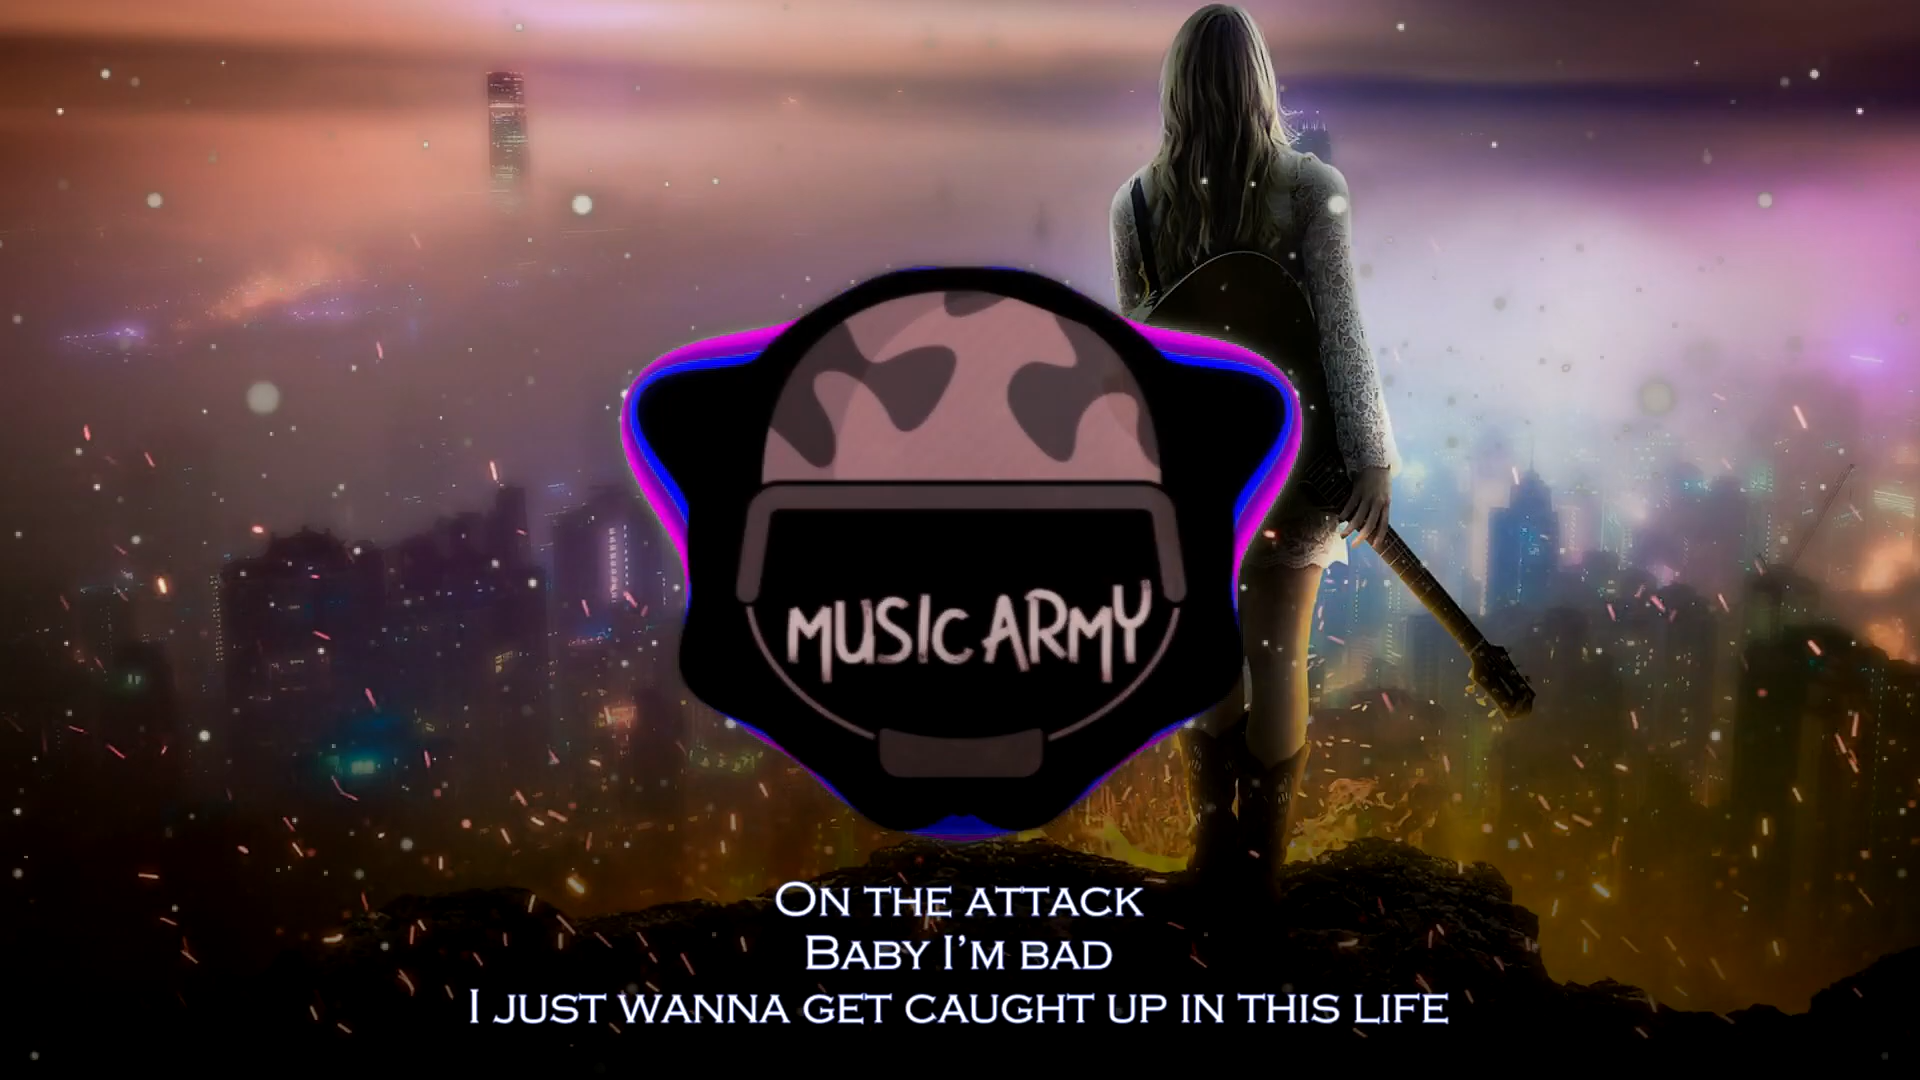 MUSIC ARMY
On the attack
Baby I'm bad
I just wanna get caught up in this life